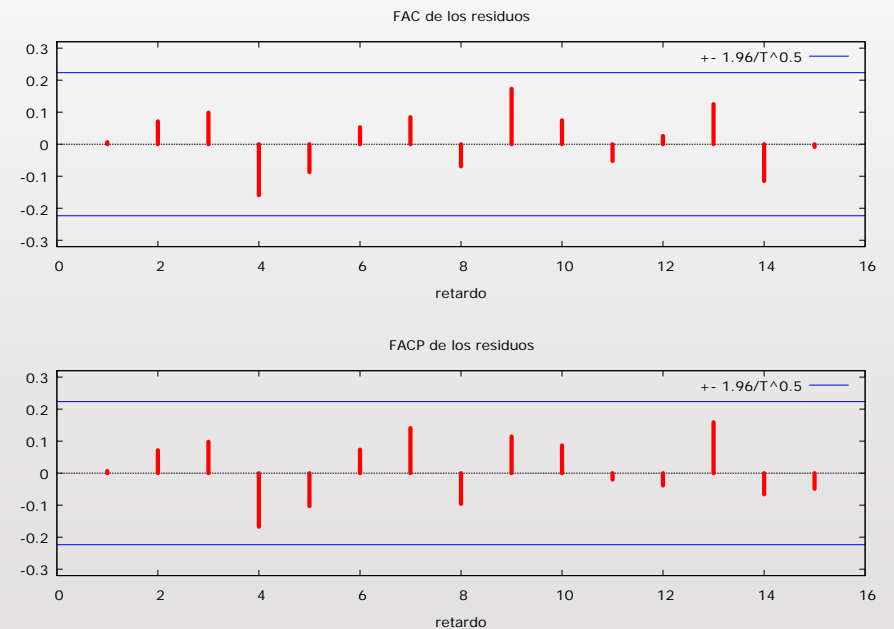 FAC de los residuos
+- 1.96/T^0.5
0.3
0.2
0.1
0
-0.1
-0.2
-0.3
0 2 4 6 8 10 12 14 16
retardo
FACP de los residuos
+- 1.96/T^0.5
0.3
0.2
0.1
0
-0.1
-0.2
-0.3
0 2 4 6 8 10 12 14 16
retardo